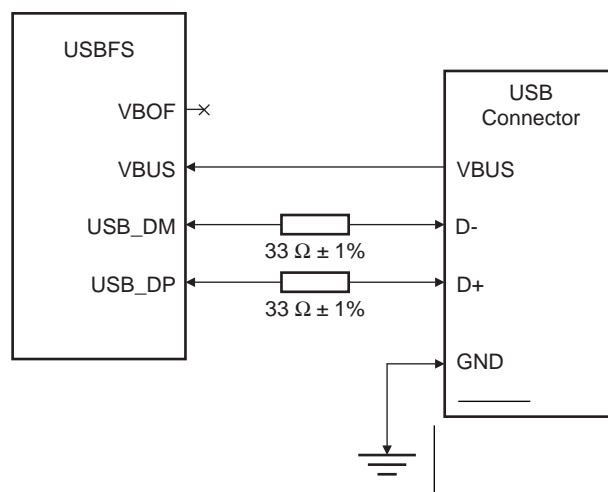 USBFS
VBOF
VBUS
USB_DM
USB_DP
33 Ω ± 1%
33 Ω ± 1%
USB
Connector
VBUS
D-
D+
GND